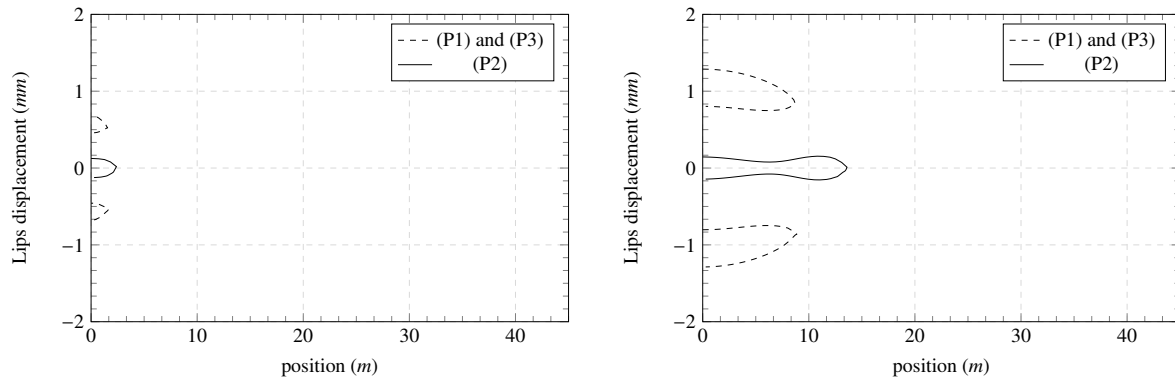 2
1
0
−1
−2
0
10
20
30
40
position (m)
Lips displacement (mm)
(P1) and (P3)
(P2)
2
1
0
−1
−2
0
10
20
30
40
position (m)
Lips displacement (mm)
(P1) and (P3)
(P2)